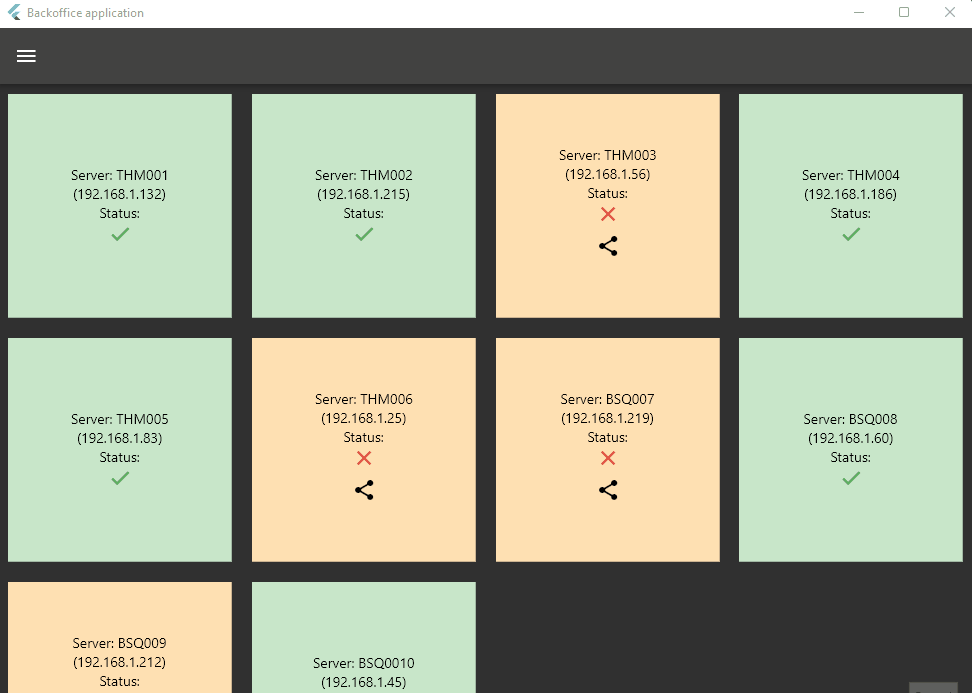 Backoffice application
Server: THM001
(192.168.1.132)
Status:
Server: THM002
(192.168.1.215)
Status:
Server: THM003
(192.168.1.56)
Status:
Server: THM004
(192.168.1.186)
Status:
Server: THM005
(192.168.1.83)
Status:
Server: THM006
(192.168.1.25)
Status:
Server: BSQ007
(192.168.1.219)
Status:
Server: BSQ008
(192.168.1.60)
Status:
Server: BSQ009
(192.168.1.212)
Status:
Server: BSQ0010
(192.168.1.45)